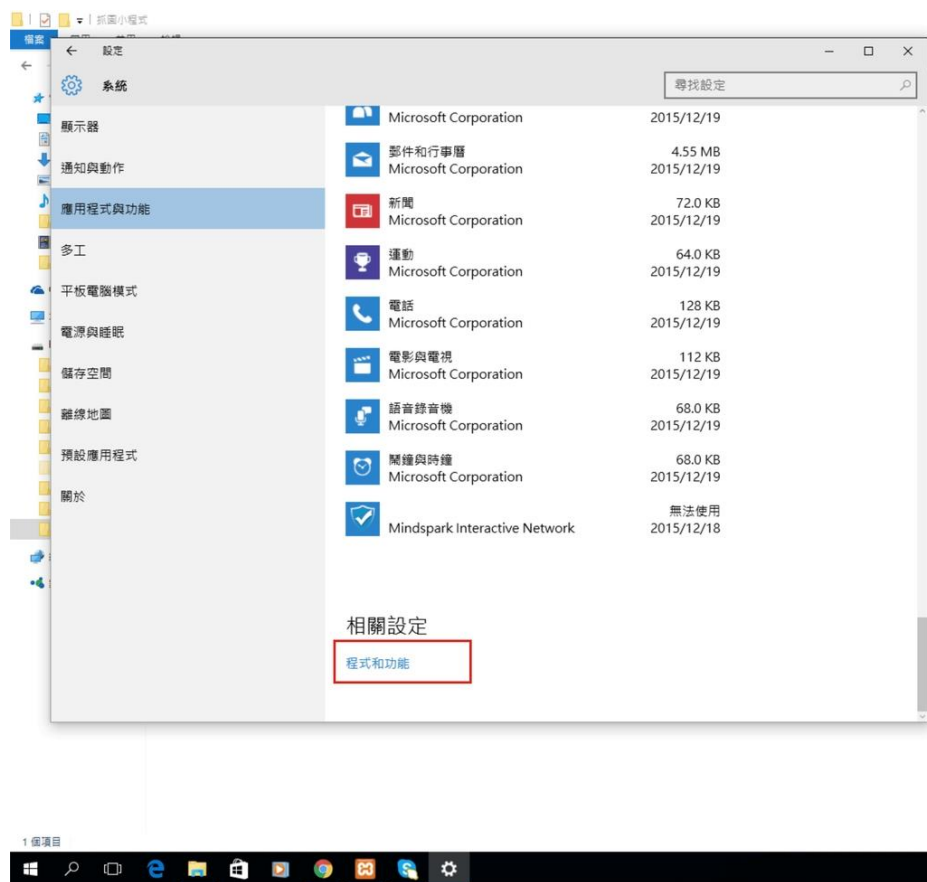 抓圖小程式
檔案
設定
系統
尋找設定
顯示器
通知與動作
應用程式與功能
多工
平板電腦模式
電源與睡眠
儲存空間
離線地圖
預設應用程式
關於
Microsoft Corporation 2015/12/19
郵件和行事曆 4.55 MB
Microsoft Corporation 2015/12/19
新聞 72.0 KB
Microsoft Corporation 2015/12/19
運動 64.0 KB
Microsoft Corporation 2015/12/19
電話 128 KB
Microsoft Corporation 2015/12/19
電影與電視 112 KB
Microsoft Corporation 2015/12/19
語音錄音機 68.0 KB
Microsoft Corporation 2015/12/19
鬧鐘與時鐘 68.0 KB
Microsoft Corporation 2015/12/19
無法使用
Mindspark Interactive Network 2015/12/18
相關設定
程式和功能
1 個項目